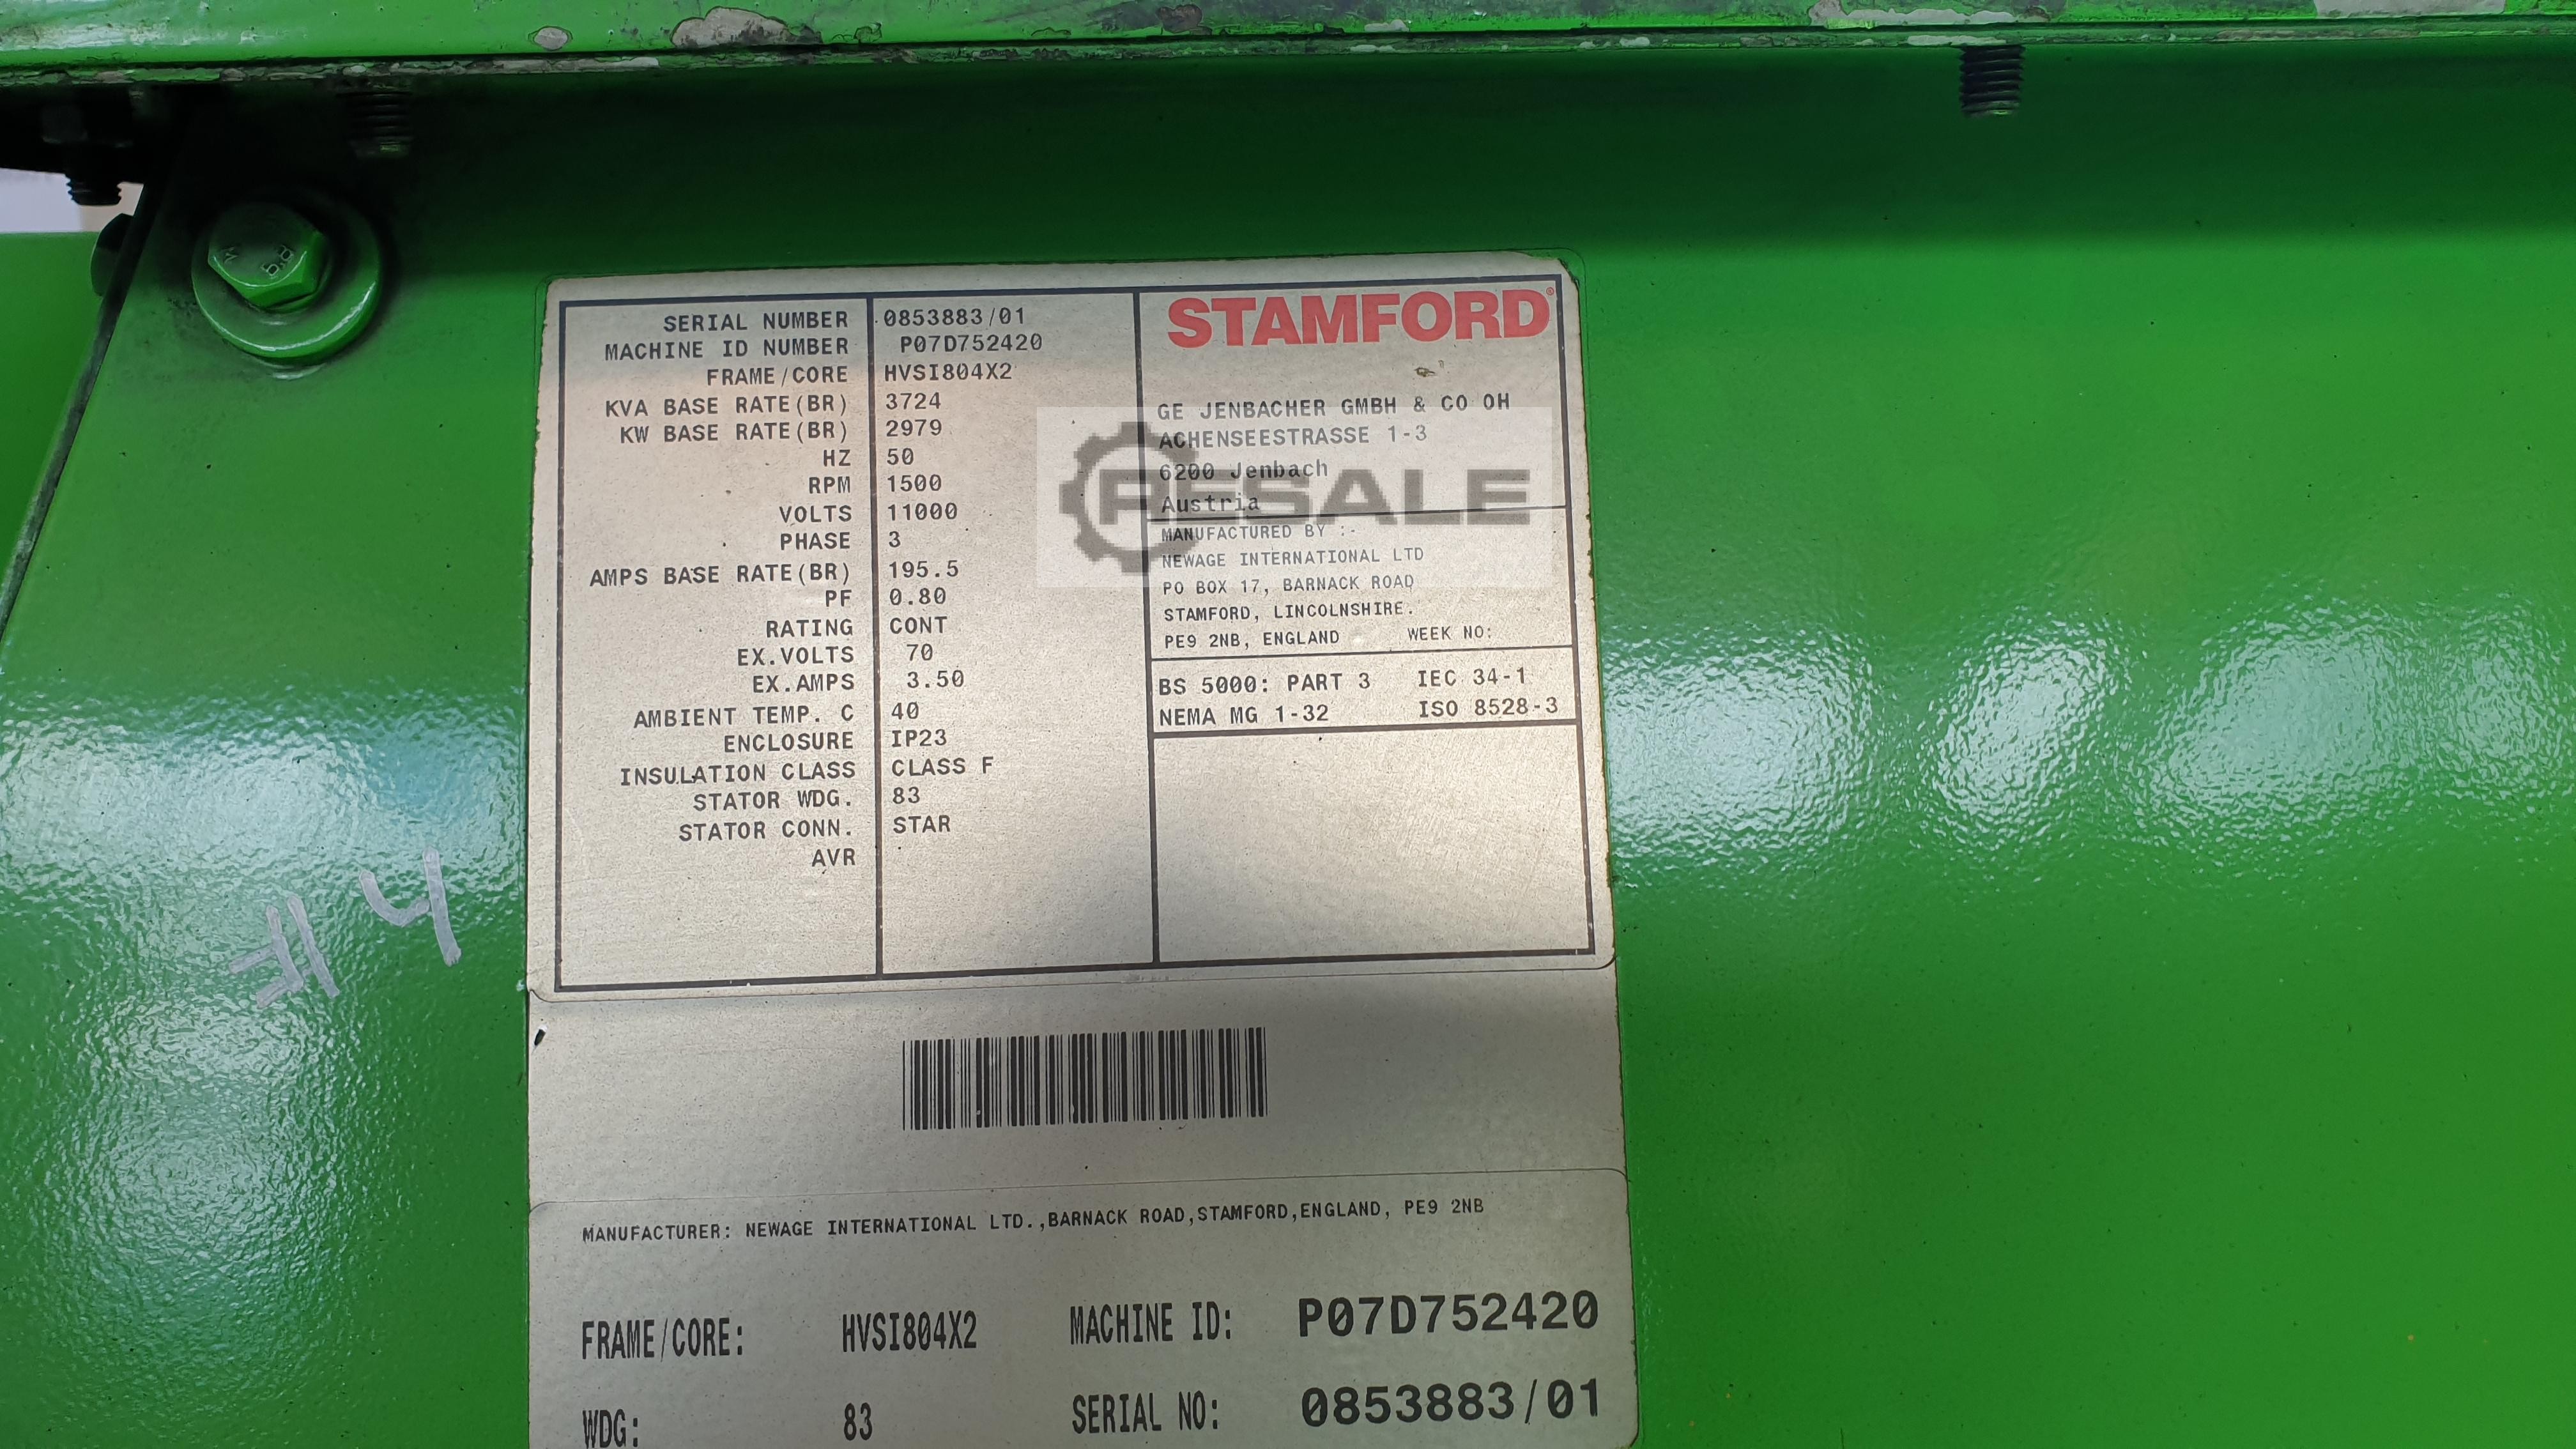 SERIAL NUMBER 0853883/01
MACHINE ID NUMBER P07D752420
FRAME/CORE HVSI804X2
KVA BASE RATE(BR) 3724
KW BASE RATE(BR) 2979
HZ 50
RPM 1500
VOLTS 11000
PHASE 3
AMPS BASE RATE(BR) 195.5
PF 0.80
RATING CONT
EX.VOLTS 70
EX.AMPS 3.50
AMBIENT TEMP. C 40
ENCLOSURE IP23
INSULATION CLASS CLASS F
STATOR WDG. 83
STATOR CONN. STAR
AVR
STAMFORD®
GE JENBACHER GMBH & CO OH
ACHENSEESTRASSE 1-3
6200 Jenbach
Austria
RESALE
MANUFACTURED BY :-
NEWAGE INTERNATIONAL LTD
PO BOX 17, BARNACK ROAD
STAMFORD, LINCOLNSHIRE.
PE9 2NB, ENGLAND WEEK NO:
BS 5000: PART 3 IEC 34-1
NEMA MG 1-32 ISO 8528-3
#4
MANUFACTURER: NEWAGE INTERNATIONAL LTD.,BARNACK ROAD,STAMFORD,ENGLAND, PE9 2NB
FRAME/CORE: HVSI804X2 MACHINE ID: P07D752420
WDG: 83 SERIAL NO: 0853883/01